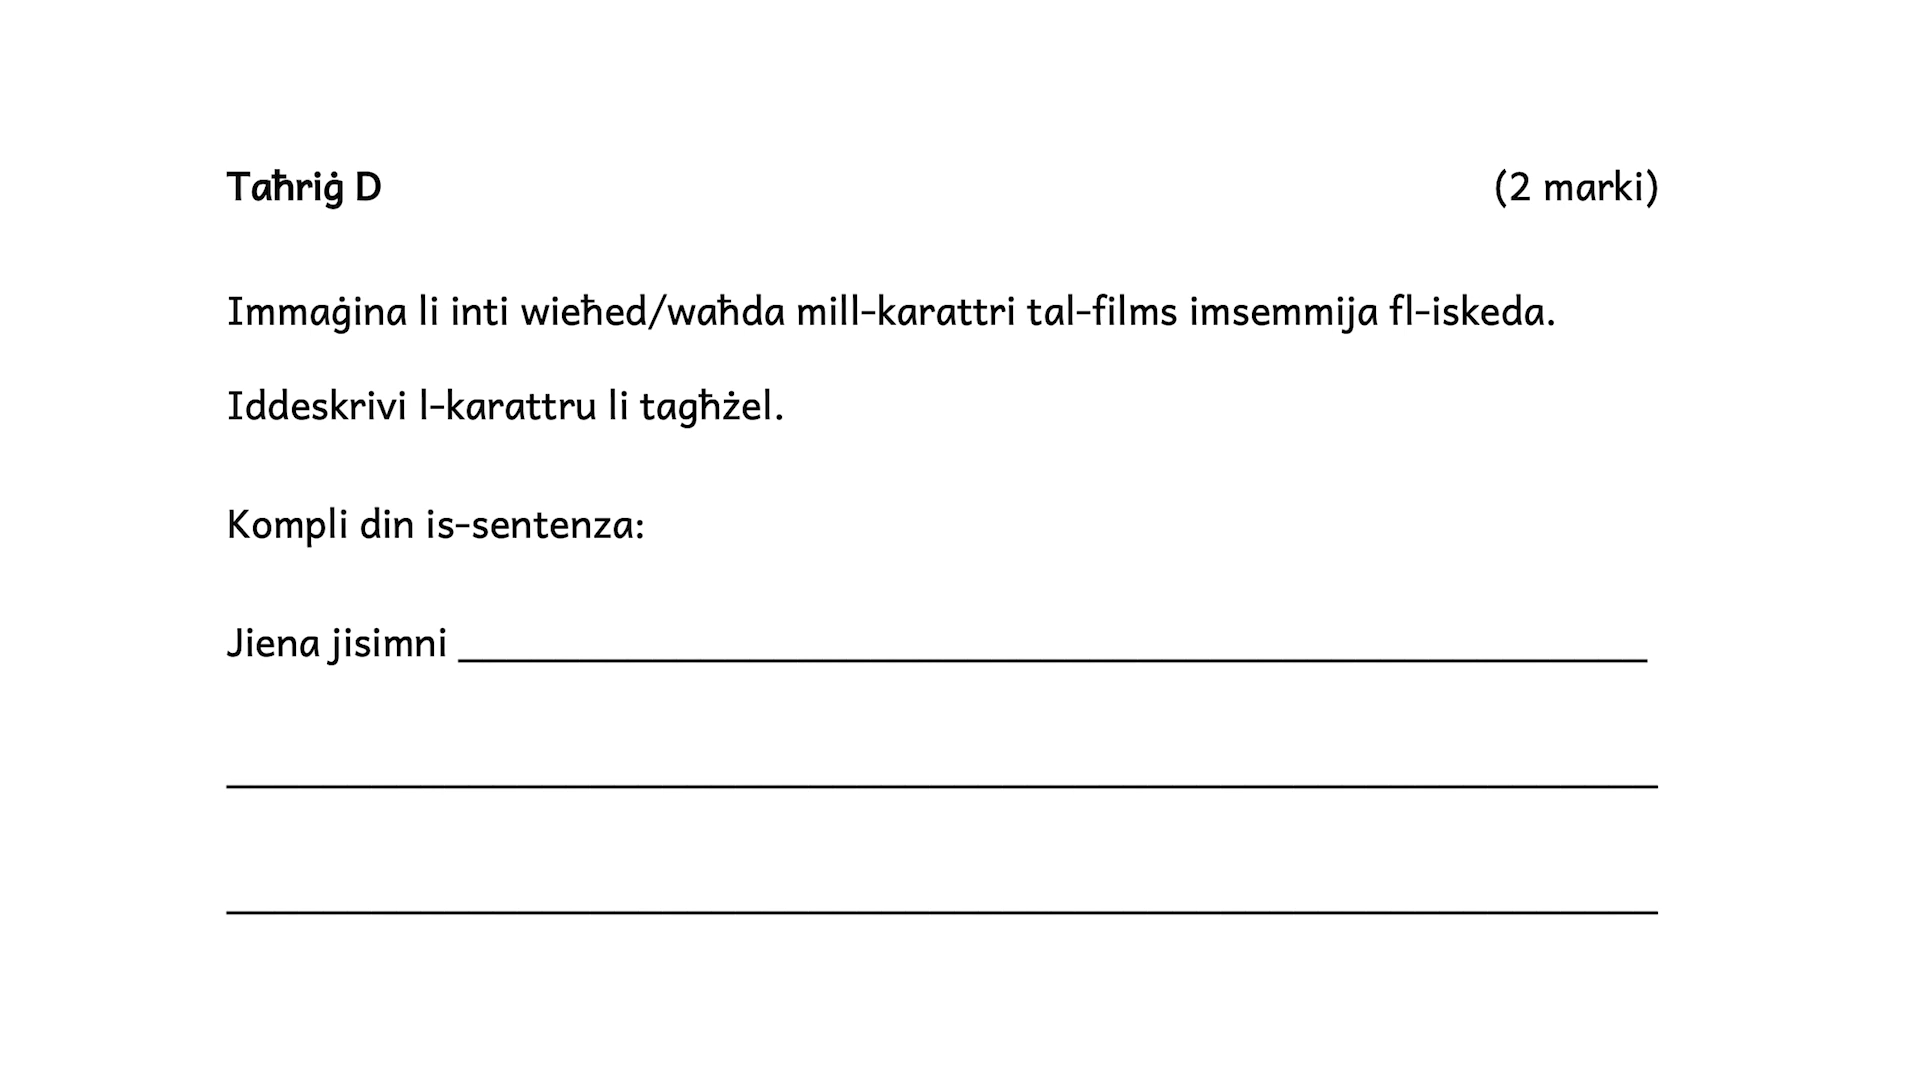 Taħriġ D (2 marki)
Immaġina li inti wieħed/waħda mill-karattri tal-films imsemmija fl-iskeda.
Iddeskrivi l-karattru li tagħżel.
Kompli din is-sentenza:
Jiena jisimni